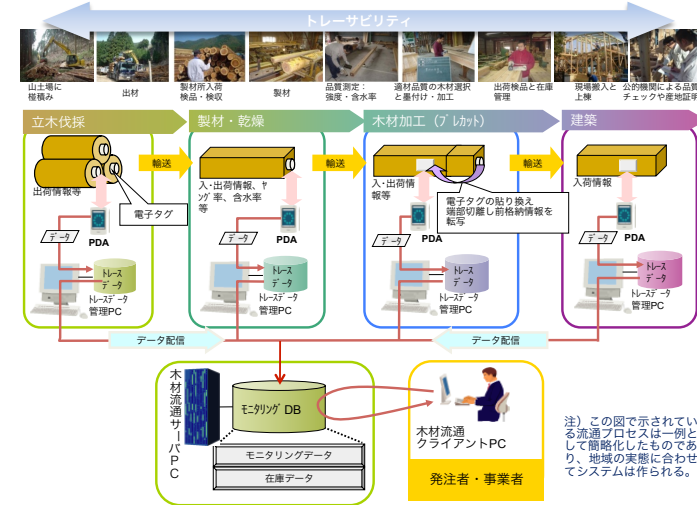 トレーサビリティ
山土場に
椪積み
出材
製材所入荷
検品・検収
製材
品質測定:
強度・含水率
適材品質の木材選択
と墨付け・加工
出荷検品と在庫
管理
現場搬入と
上棟
公的機関による品質
チェックや産地証明
立木伐採
製材・乾燥
木材加工(プレカット)
建築
輸送
輸送
輸送
出荷情報等
電子タグ
入・出荷情報、ヤ
ング率、含水率
等
入・出荷情
報等
電子タグの貼り換え
端部切離し前格納情報を
転写
入荷情報
データ
PDA
データ
PDA
データ
PDA
データ
PDA
トレース
データ
トレースデータ
管理PC
トレース
データ
トレースデータ
管理PC
トレース
データ
トレースデータ
管理PC
トレース
データ
トレースデータ
管理PC
データ配信
データ配信
木材流通サーバPC
モニタリング DB
モニタリングデータ
在庫データ
木材流通
クライアントPC
発注者・事業者
注)この図で示されてい
る流通プロセスは一例と
して簡略化したものであ
り、地域の実態に合わせ
てシステムは作られる。